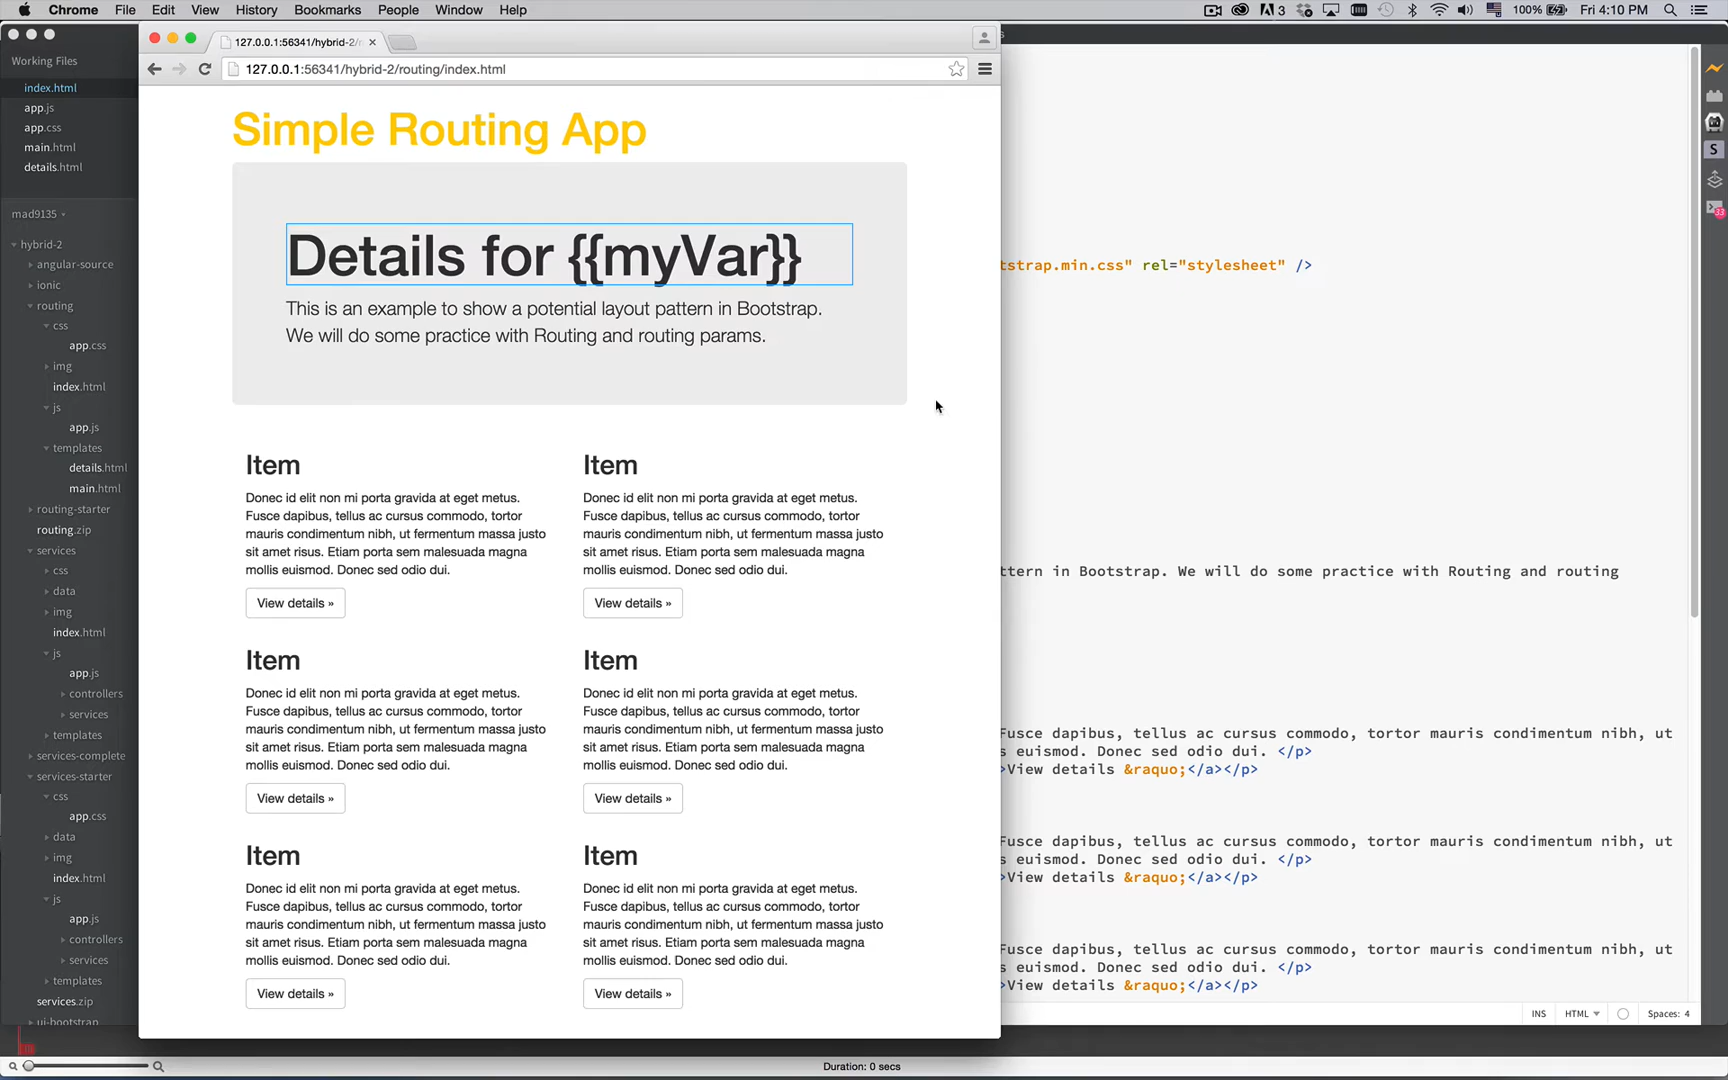 Chrome File Edit View History Bookmarks People Window Help
3 100% Fri 4:10 PM
Working Files
index.html
app.js
app.css
main.html
details.html
mad9135
hybrid-2
angular-source
ionic
routing
css
app.css
img
index.html
js
app.js
templates
details.html
main.html
routing-starter
routing.zip
services
css
data
img
index.html
js
app.js
controllers
services
templates
services-complete
services-starter
css
app.css
data
img
index.html
js
app.js
controllers
services
templates
services.zip
ui-bootstrap
127.0.0.1:56341/hybrid-2/
127.0.0.1:56341/hybrid-2/routing/index.html
Simple Routing App
Details for {{myVar}}
This is an example to show a potential layout pattern in Bootstrap.
We will do some practice with Routing and routing params.
Item
Donec id elit non mi porta gravida at eget metus.
Fusce dapibus, tellus ac cursus commodo, tortor
mauris condimentum nibh, ut fermentum massa justo
sit amet risus. Etiam porta sem malesuada magna
mollis euismod. Donec sed odio dui.
View details »
Item
Donec id elit non mi porta gravida at eget metus.
Fusce dapibus, tellus ac cursus commodo, tortor
mauris condimentum nibh, ut fermentum massa justo
sit amet risus. Etiam porta sem malesuada magna
mollis euismod. Donec sed odio dui.
View details »
Item
Donec id elit non mi porta gravida at eget metus.
Fusce dapibus, tellus ac cursus commodo, tortor
mauris condimentum nibh, ut fermentum massa justo
sit amet risus. Etiam porta sem malesuada magna
mollis euismod. Donec sed odio dui.
View details »
Item
Donec id elit non mi porta gravida at eget metus.
Fusce dapibus, tellus ac cursus commodo, tortor
mauris condimentum nibh, ut fermentum massa justo
sit amet risus. Etiam porta sem malesuada magna
mollis euismod. Donec sed odio dui.
View details »
Item
Donec id elit non mi porta gravida at eget metus.
Fusce dapibus, tellus ac cursus commodo, tortor
mauris condimentum nibh, ut fermentum massa justo
sit amet risus. Etiam porta sem malesuada magna
mollis euismod. Donec sed odio dui.
View details »
Item
Donec id elit non mi porta gravida at eget metus.
Fusce dapibus, tellus ac cursus commodo, tortor
mauris condimentum nibh, ut fermentum massa justo
sit amet risus. Etiam porta sem malesuada magna
mollis euismod. Donec sed odio dui.
View details »
tstrap.min.css" rel="stylesheet" />
ttern in Bootstrap. We will do some practice with Routing and routing
Fusce dapibus, tellus ac cursus commodo, tortor mauris condimentum nibh, ut
s euismod. Donec sed odio dui. </p>
>View details &raquo;</a></p>
Fusce dapibus, tellus ac cursus commodo, tortor mauris condimentum nibh, ut
s euismod. Donec sed odio dui. </p>
>View details &raquo;</a></p>
Fusce dapibus, tellus ac cursus commodo, tortor mauris condimentum nibh, ut
s euismod. Donec sed odio dui. </p>
>View details &raquo;</a></p>
S
33
INS HTML Spaces: 4
Duration: 0 secs